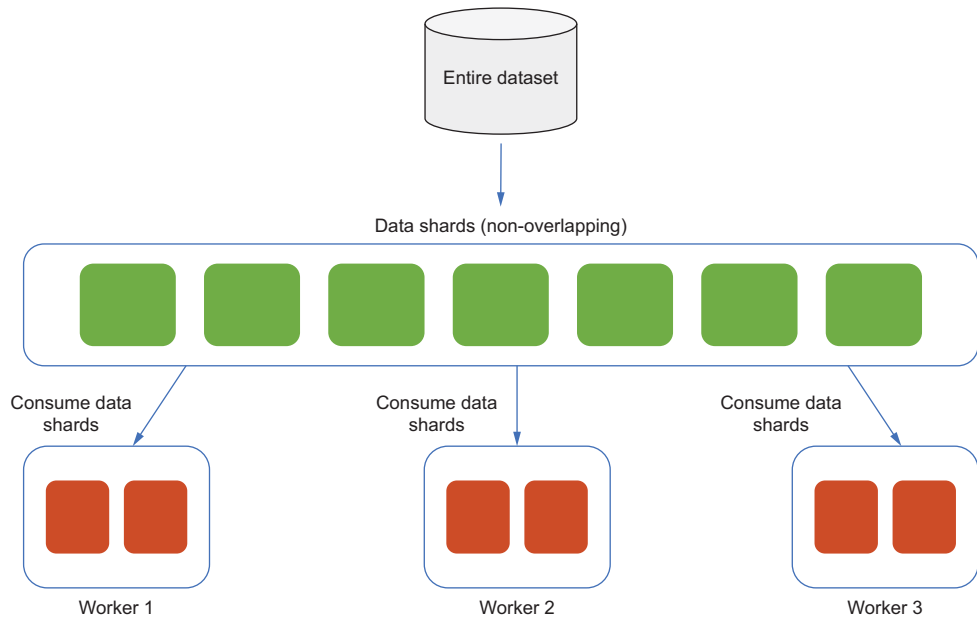 Entire dataset
Data shards (non-overlapping)
Consume data
shards
Consume data
shards
Consume data
shards
Worker 1
Worker 2
Worker 3